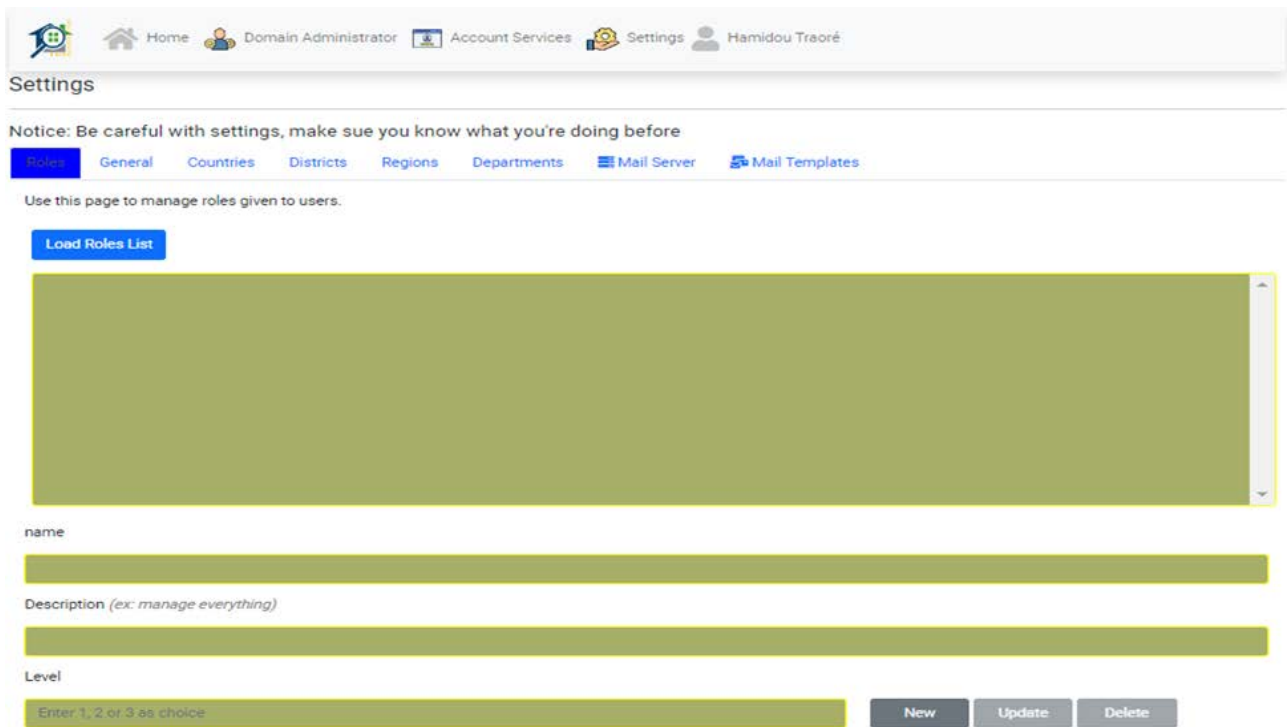 Home Domain Administrator Account Services Settings Hamidou Traoré
Settings
Notice: Be careful with settings, make sue you know what you're doing before
Roles General Countries Districts Regions Departments Mail Server Mail Templates
Use this page to manage roles given to users.
Load Roles List
name
Description (ex: manage everything)
Level
Enter 1, 2 or 3 as choice New Update Delete